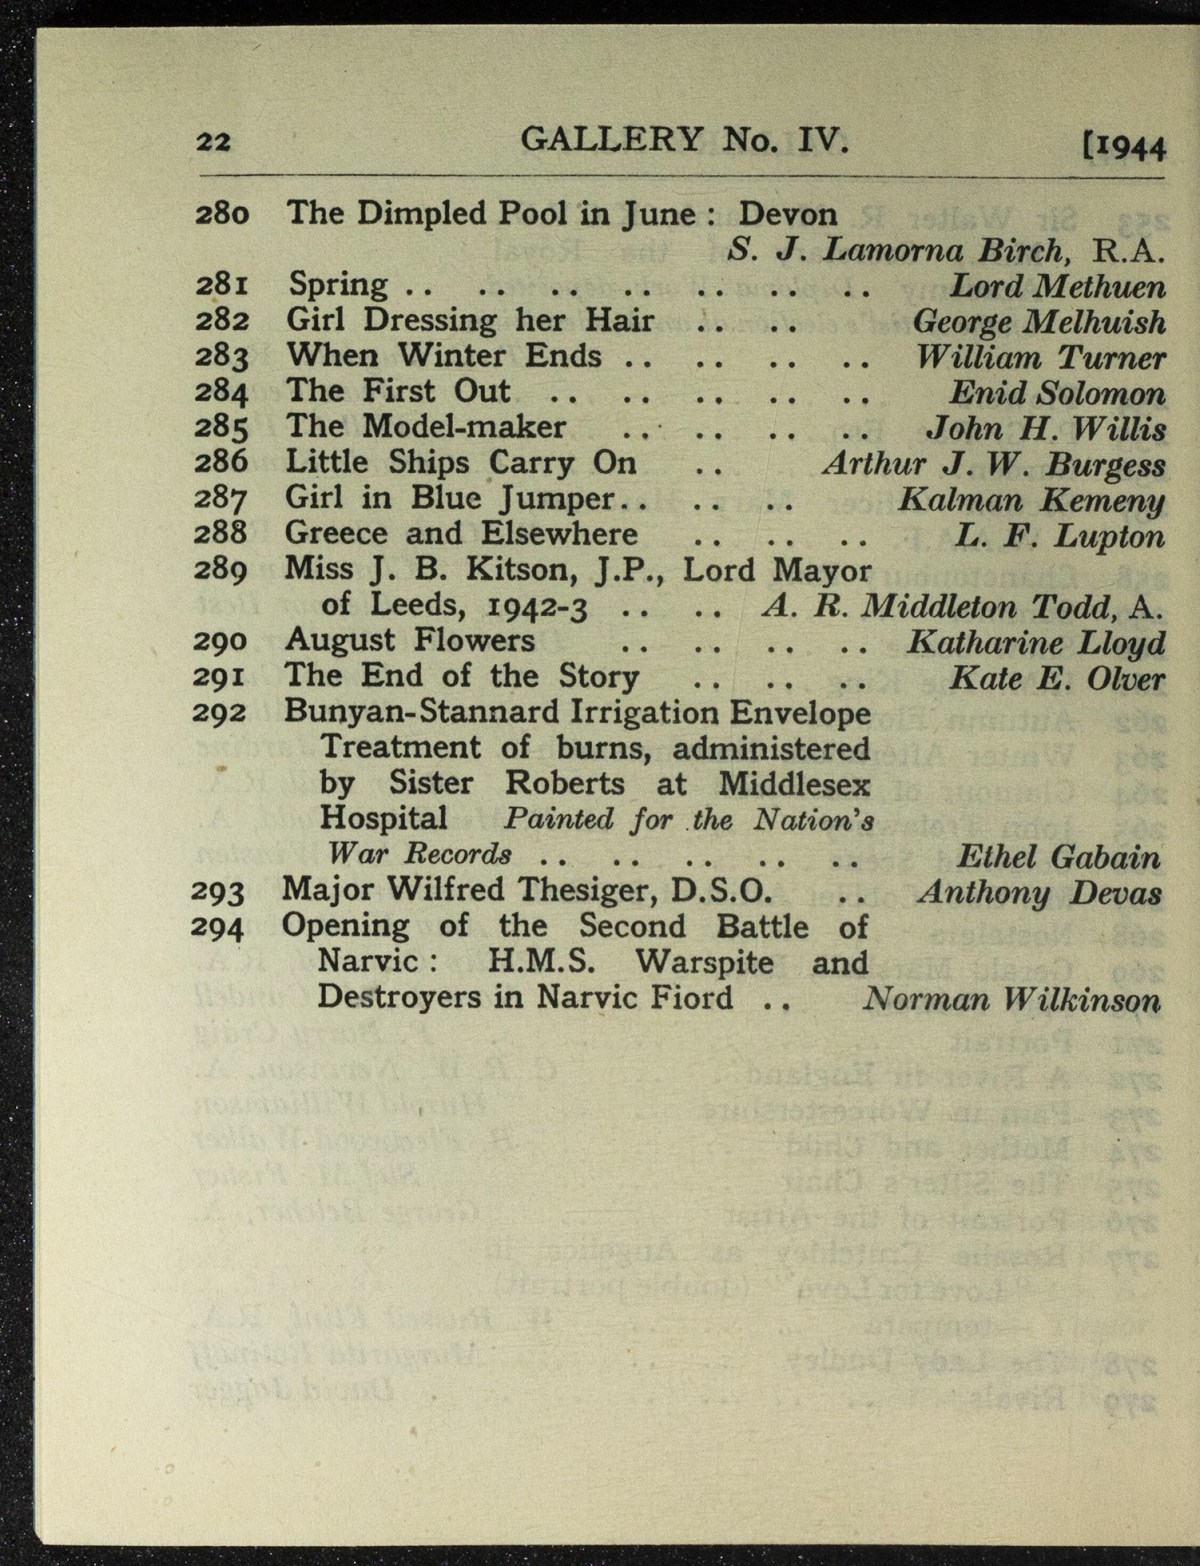 22 GALLERY No. IV. [1944
280 The Dimpled Pool in June : Devon
S. J. Lamorna Birch, R.A.
281 Spring .. .. .. .. .. .. .. Lord Methuen
282 Girl Dressing her Hair .. .. George Melhuish
283 When Winter Ends .. .. .. .. William Turner
284 The First Out .. .. .. .. .. Enid Solomon
285 The Model-maker .. .. .. .. John H. Willis
286 Little Ships Carry On .. Arthur J. W. Burgess
287 Girl in Blue Jumper.. .. .. Kalman Kemeny
288 Greece and Elsewhere .. .. .. L. F. Lupton
289 Miss J. B. Kitson, J.P., Lord Mayor
of Leeds, 1942-3 .. .. A. R. Middleton Todd, A.
290 August Flowers .. .. .. .. Katharine Lloyd
291 The End of the Story .. .. .. Kate E. Olver
292 Bunyan-Stannard Irrigation Envelope
Treatment of burns, administered
by Sister Roberts at Middlesex
Hospital Painted for the Nation's
War Records .. .. .. .. .. Ethel Gabain
293 Major Wilfred Thesiger, D.S.O. .. Anthony Devas
294 Opening of the Second Battle of
Narvic : H.M.S. Warspite and
Destroyers in Narvic Fiord .. Norman Wilkinson